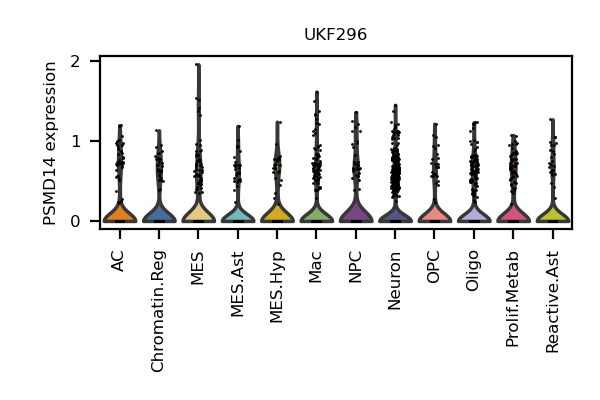 UKF296
PSMD14 expression
2
1
0
AC
Chromatin.Reg
MES
MES.Ast
MES.Hyp
Mac
NPC
Neuron
OPC
Oligo
Prolif.Metab
Reactive.Ast